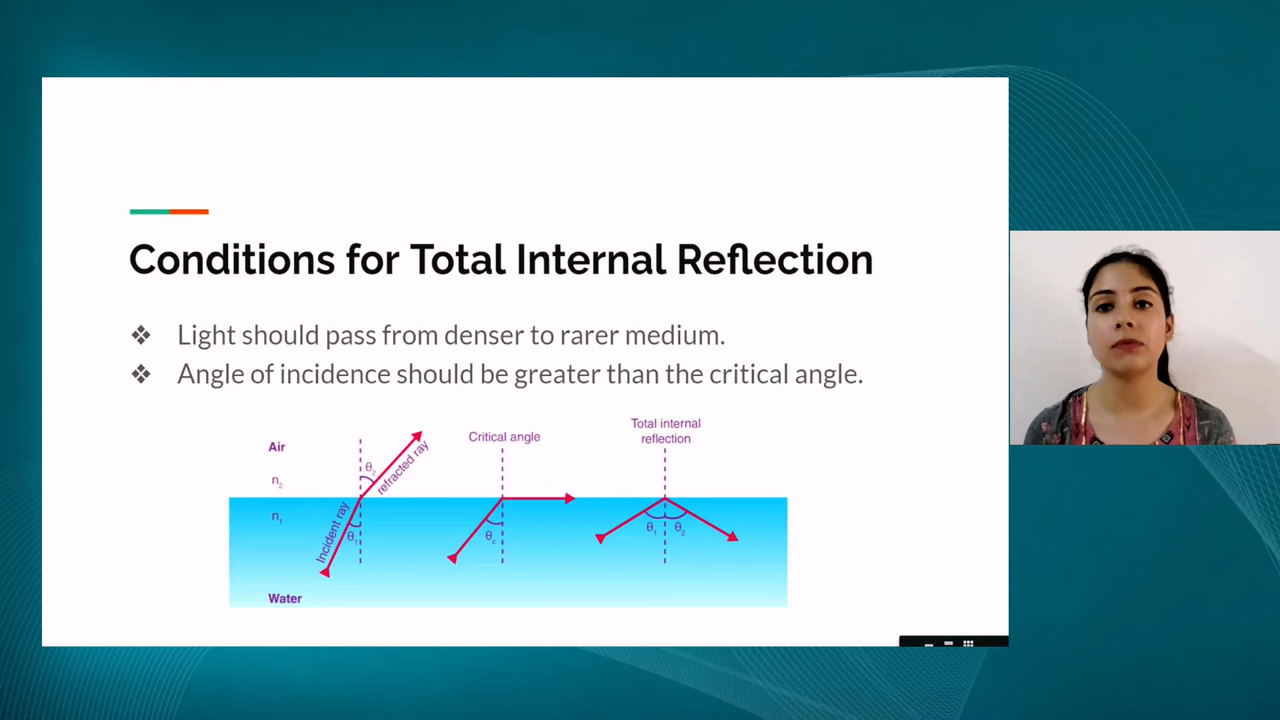 Conditions for Total Internal Reflection
❖ Light should pass from denser to rarer medium.
❖ Angle of incidence should be greater than the critical angle.
Air
n₂
n₁
Water
Incident ray
θ₁
θ₂
refracted ray
Critical angle
θc
Total internal
reflection
θ₁
θ₂